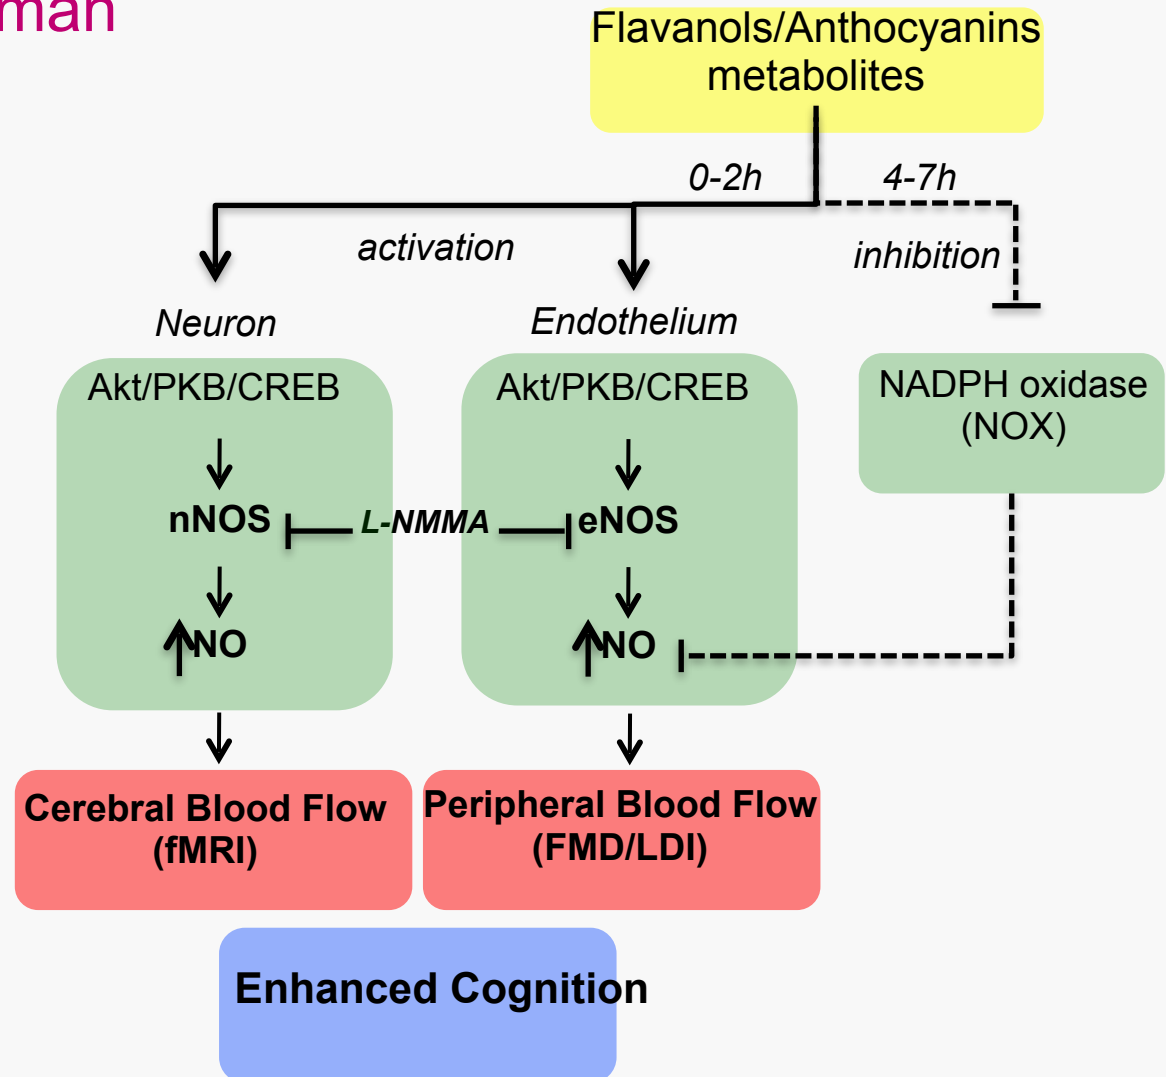 man
Flavanols/Anthocyanins
metabolites
0-2h
4-7h
activation
inhibition
Neuron
Endothelium
Akt/PKB/CREB
Akt/PKB/CREB
NADPH oxidase
(NOX)
nNOS
L-NMMA
eNOS
NO
NO
Cerebral Blood Flow
(fMRI)
Peripheral Blood Flow
(FMD/LDI)
Enhanced Cognition